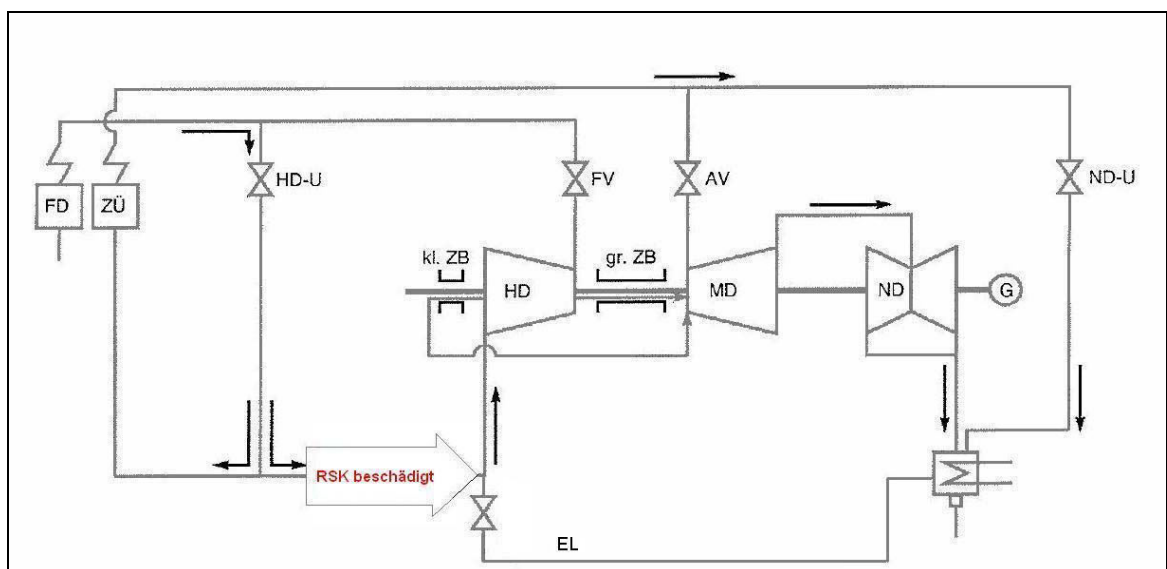 HD-U
FV
AV
ND-U
FD
ZÜ
kl. ZB
gr. ZB
HD
MD
ND
G
RSK beschädigt
EL